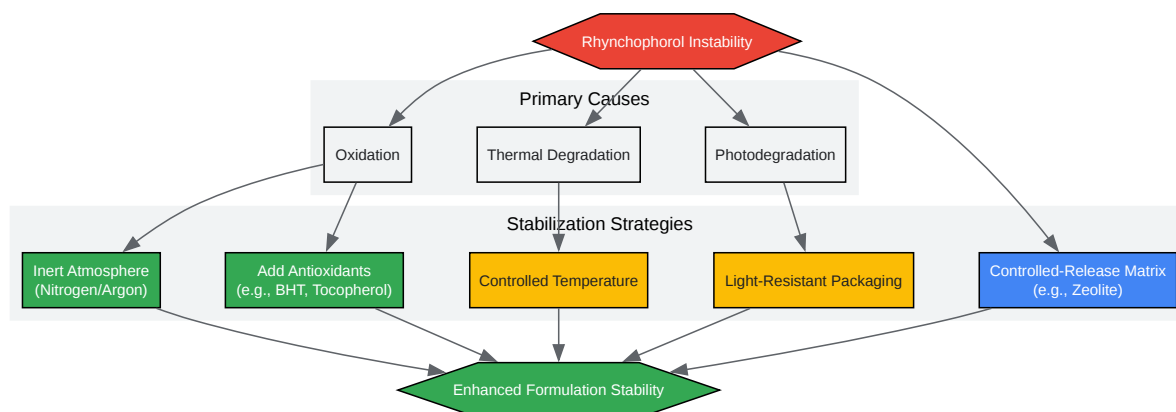 Rhynchophorol Instability
Primary Causes
Oxidation
Thermal Degradation
Photodegradation
Stabilization Strategies
Inert Atmosphere
(Nitrogen/Argon)
Add Antioxidants
(e.g., BHT, Tocopherol)
Controlled Temperature
Light-Resistant Packaging
Controlled-Release Matrix
(e.g., Zeolite)
Enhanced Formulation Stability